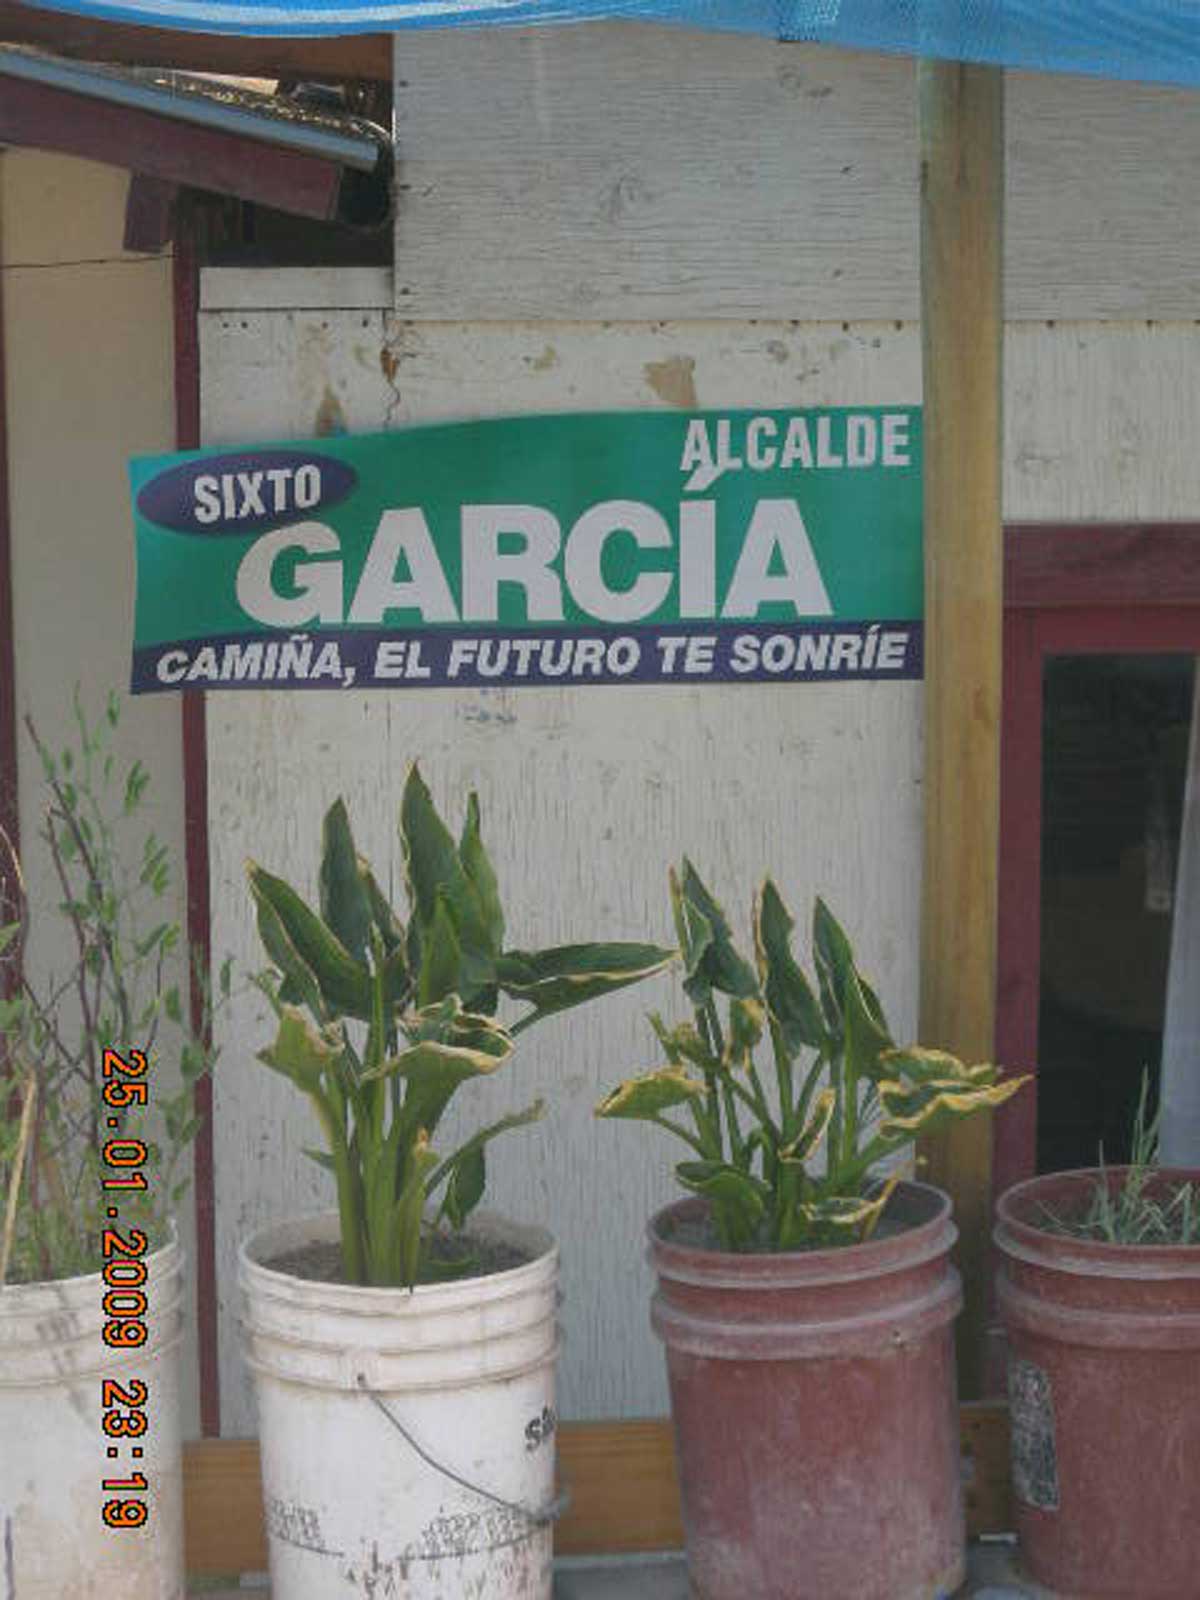 ALCALDE
SIXTO
GARCÍA
CAMIÑA, EL FUTURO TE SONRÍE
25.01.2009 23:19